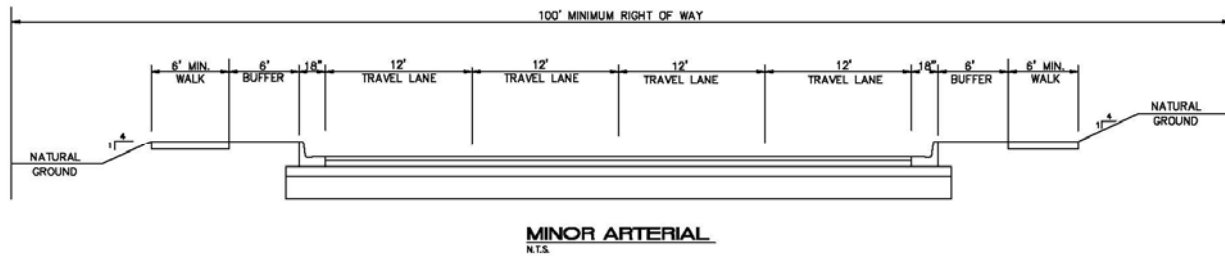 100' MINIMUM RIGHT OF WAY
6' MIN. 6' 18" 12' 12' 12' 12' 18" 6' 6' MIN.
WALK BUFFER TRAVEL LANE TRAVEL LANE TRAVEL LANE TRAVEL LANE BUFFER WALK
4 4 NATURAL
1 1 GROUND
NATURAL
GROUND
MINOR ARTERIAL
N.T.S.